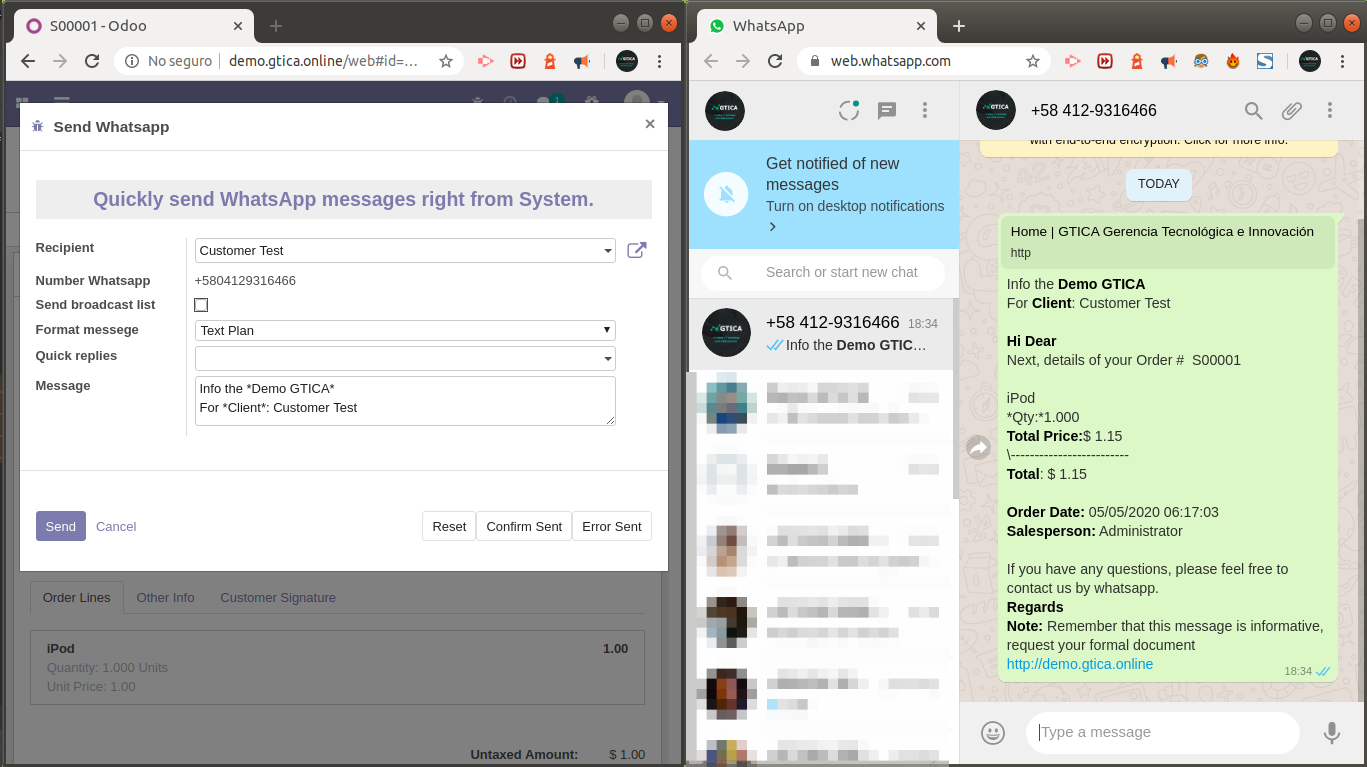 S00001 - Odoo
No seguro
demo.gtica.online/web#id=...
Send Whatsapp
Quickly send WhatsApp messages right from System.
Recipient
Customer Test
Number Whatsapp
+5804129316466
Send broadcast list
Format messege
Text Plan
Quick replies
Message
Info the *Demo GTICA*
For *Client*: Customer Test
Send
Cancel
Reset
Confirm Sent
Error Sent
Order Lines
Other Info
Customer Signature
iPod
1.00
Quantity: 1.000 Units
Unit Price: 1.00
Untaxed Amount:
$ 1.00
WhatsApp
web.whatsapp.com
GTICA
Get notified of new
messages
Turn on desktop notifications
Search or start new chat
GTICA
+58 412-9316466
18:34
Info the Demo GTIC…
GTICA
+58 412-9316466
with end-to-end encryption. Click for more info.
TODAY
Home | GTICA Gerencia Tecnológica e Innovación
http
Info the Demo GTICA
For Client: Customer Test
Hi Dear
Next, details of your Order # S00001
iPod
*Qty:*1.000
Total Price:$ 1.15
\-------------------------
Total: $ 1.15
Order Date: 05/05/2020 06:17:03
Salesperson: Administrator
If you have any questions, please feel free to
contact us by whatsapp.
Regards
Note: Remember that this message is informative,
request your formal document
http://demo.gtica.online
18:34
Type a message